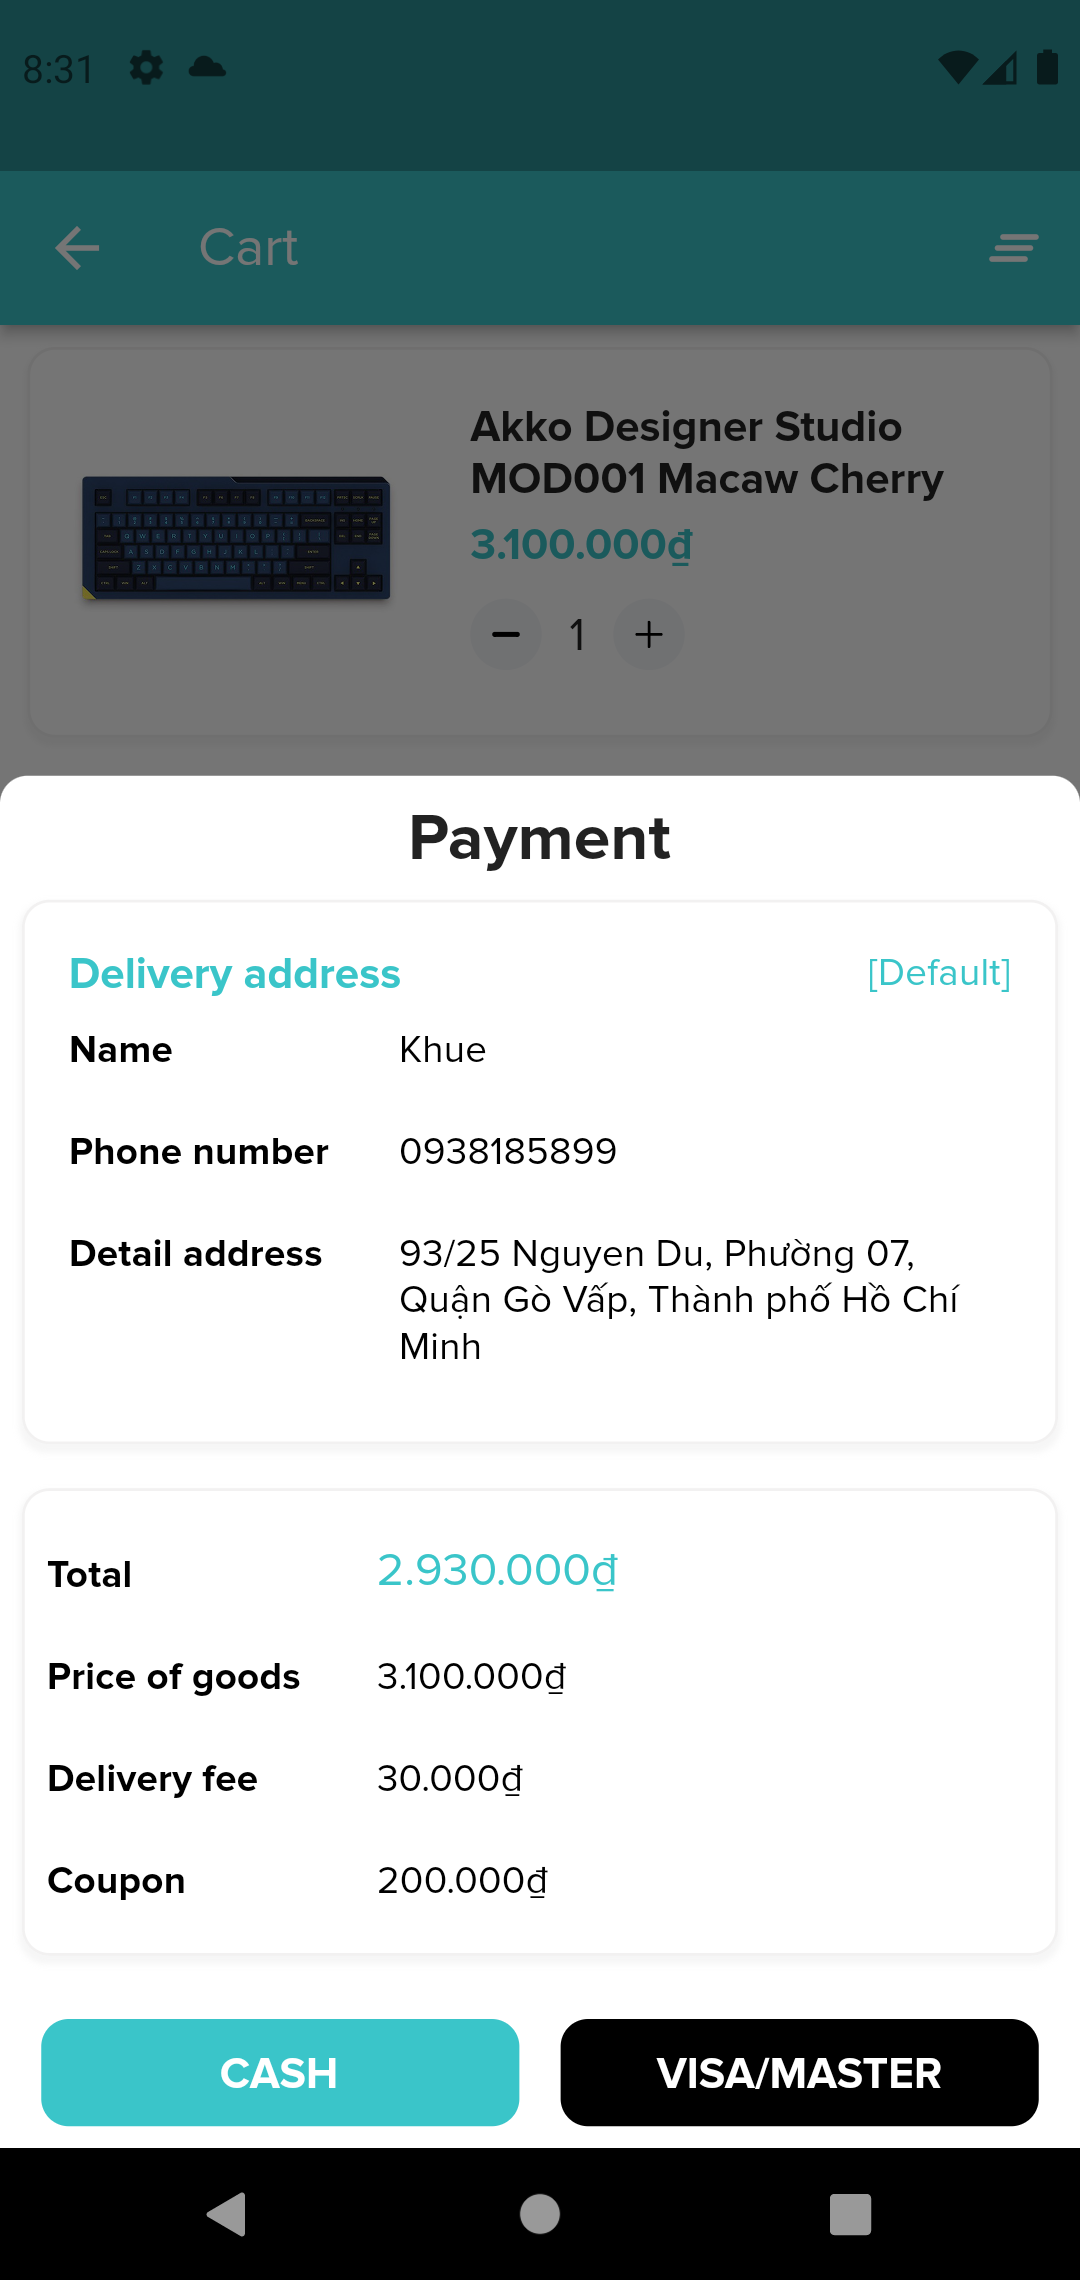 8:31
Cart
Akko Designer Studio
MOD001 Macaw Cherry
3.100.000₫
1
Payment
Delivery address [Default]
Name Khue
Phone number 0938185899
Detail address 93/25 Nguyen Du, Phường 07,
Quận Gò Vấp, Thành phố Hồ Chí
Minh
Total 2.930.000₫
Price of goods 3.100.000₫
Delivery fee 30.000₫
Coupon 200.000₫
CASH VISA/MASTER